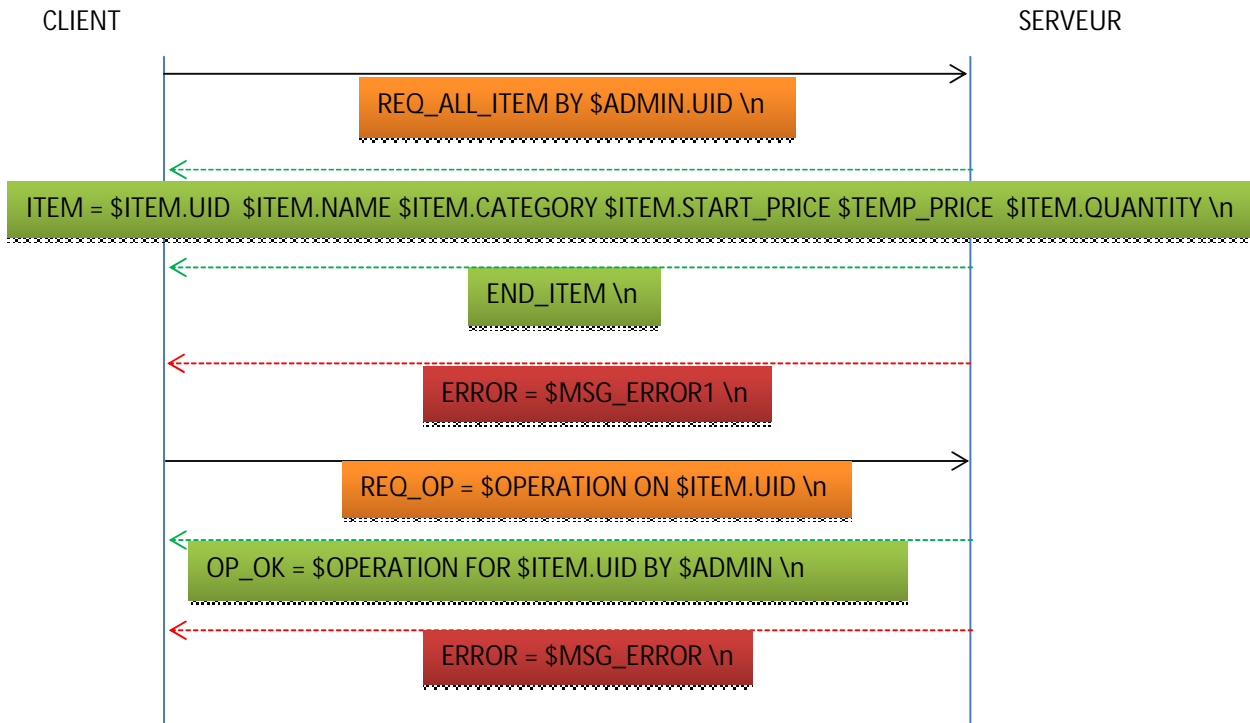 CLIENT
SERVEUR
REQ_ALL_ITEM BY $ADMIN.UID \n
ITEM = $ITEM.UID  $ITEM.NAME $ITEM.CATEGORY $ITEM.START_PRICE $TEMP_PRICE  $ITEM.QUANTITY \n
END_ITEM \n
ERROR = $MSG_ERROR1 \n
REQ_OP = $OPERATION ON $ITEM.UID \n
OP_OK = $OPERATION FOR $ITEM.UID BY $ADMIN \n
ERROR = $MSG_ERROR \n